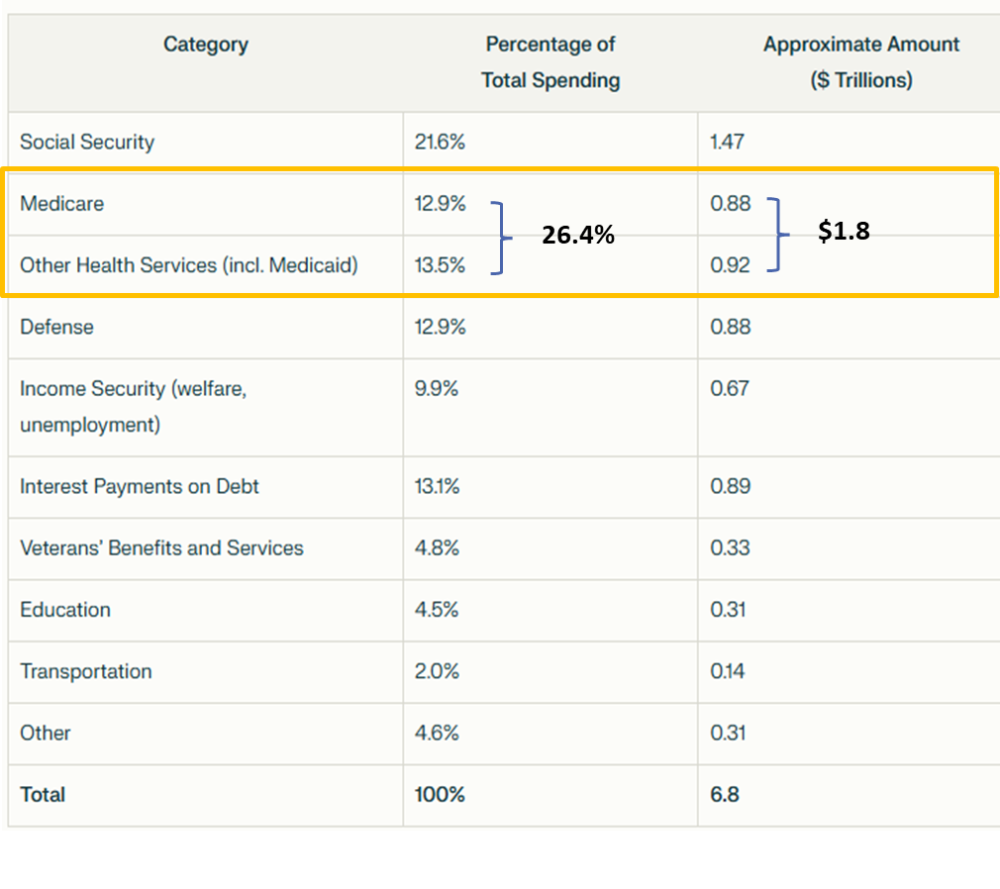 Category Percentage of Total Spending Approximate Amount ($ Trillions)
Social Security 21.6% 1.47
Medicare 12.9% 0.88
26.4% $1.8
Other Health Services (incl. Medicaid) 13.5% 0.92
Defense 12.9% 0.88
Income Security (welfare, 9.9% 0.67
unemployment)
Interest Payments on Debt 13.1% 0.89
Veterans’ Benefits and Services 4.8% 0.33
Education 4.5% 0.31
Transportation 2.0% 0.14
Other 4.6% 0.31
Total 100% 6.8